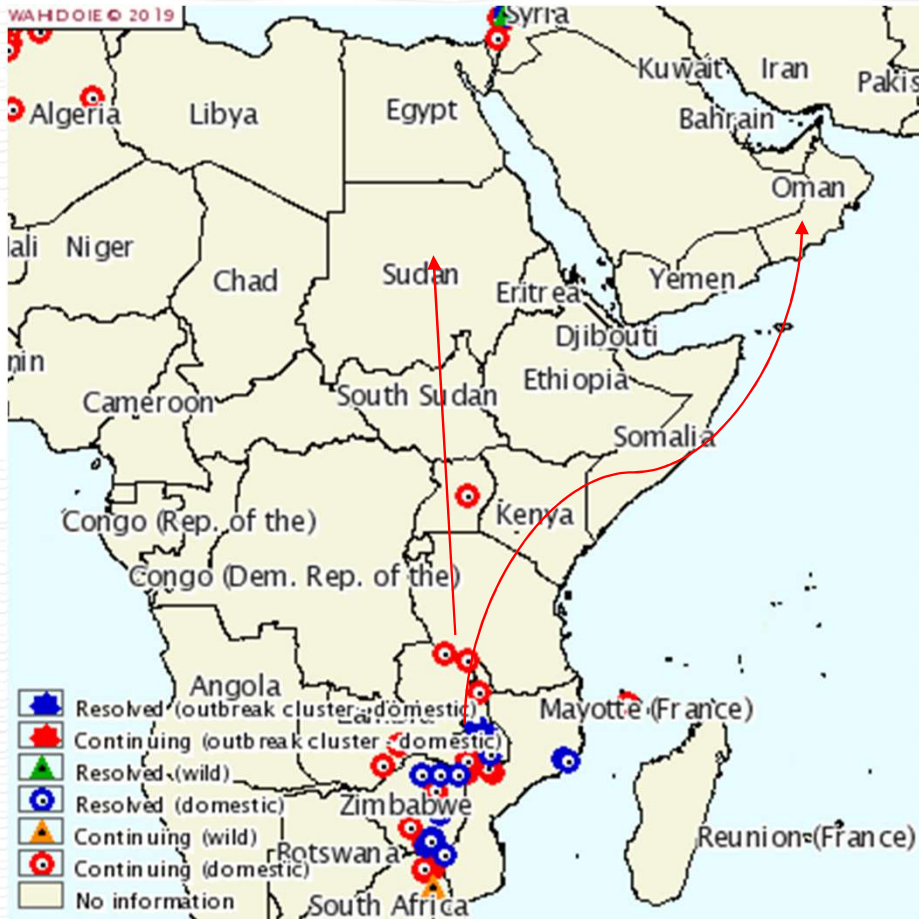 WAHIDOIE © 2019
Syria
Kuwait
Iran
Pakis
Algeria
Libya
Egypt
Bahrain
Oman
ali
Niger
Chad
Sudan
Eritrea
Yemen
Djibouti
nin
Cameroon
South Sudan
Ethiopia
Somalia
Congo (Rep. of the)
Kenya
Congo (Dem. Rep. of the)
Angola
Mayotte (France)
Zimbabwe
Reunion (France)
Botswana
South Africa
Resolved (outbreak cluster - domestic)
Continuing (outbreak cluster - domestic)
Resolved (wild)
Resolved (domestic)
Continuing (wild)
Continuing (domestic)
No information